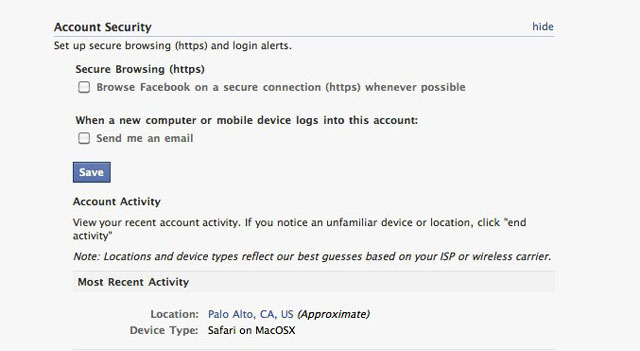 Account Security hide
Set up secure browsing (https) and login alerts.
Secure Browsing (https)
Browse Facebook on a secure connection (https) whenever possible
When a new computer or mobile device logs into this account:
Send me an email
Save
Account Activity
View your recent account activity. If you notice an unfamiliar device or location, click "end
activity"
Note: Locations and device types reflect our best guesses based on your ISP or wireless carrier.
Most Recent Activity
Location: Palo Alto, CA, US (Approximate)
Device Type: Safari on MacOSX